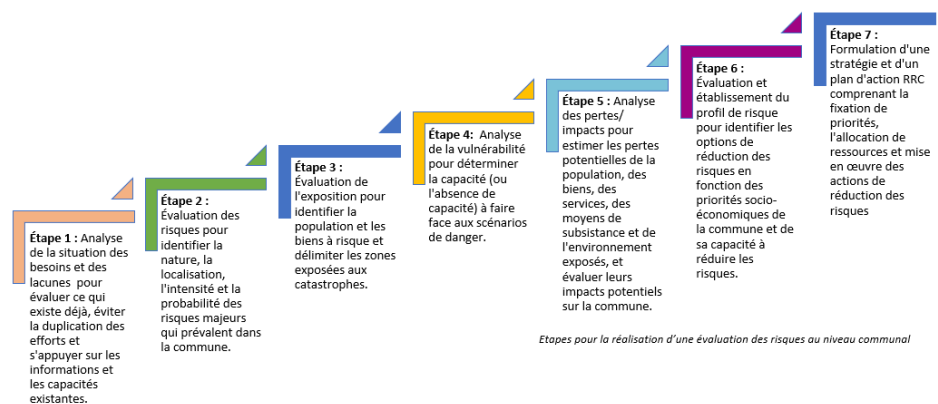 Étape 1 : Analyse
de la situation des
besoins et des
lacunes  pour
évaluer ce qui
existe déjà, éviter
la duplication des
efforts et
s'appuyer sur les
informations et
les capacités
existantes.
Étape 2 :
Évaluation des
risques pour
identifier la
nature, la
localisation,
l'intensité et la
probabilité des
risques majeurs
qui prévalent dans
la commune.
Étape 3 :
Évaluation de
l'exposition pour
identifier la
population et les
biens à risque et
délimiter les zones
exposées aux
catastrophes.
Étape 4:  Analyse
de la vulnérabilité
pour déterminer
la capacité (ou
l'absence de
capacité) à faire
face aux scénarios
de danger.
Étape 5 : Analyse
des pertes/
impacts pour
estimer les pertes
potentielles de la
population, des
biens, des
services, des
moyens de
subsistance et de
l'environnement
exposés, et
évaluer leurs
impacts potentiels
sur la commune.
Étape 6 :
Évaluation et
établissement du
profil de risque
pour identifier les
options de
réduction des
risques en
fonction des
priorités socio-
économiques de
la commune et de
sa capacité à
réduire les
risques.
Étape 7 :
Formulation d'une
stratégie et d'un
plan d'action RRC
comprenant la
fixation de
priorités,
l'allocation de
ressources et mise
en œuvre des
actions de
réduction des
risques
Etapes pour la réalisation d’une évaluation des risques au niveau communal